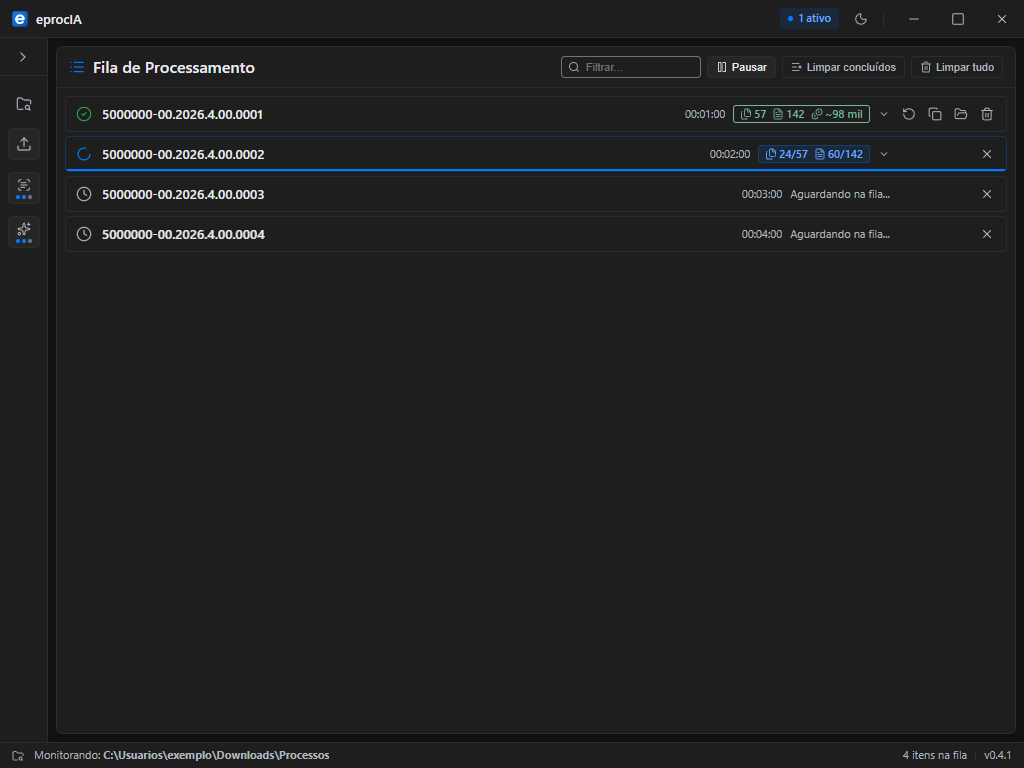 e eprocIA 1 ativo
Fila de Processamento Filtrar... Pausar Limpar concluídos Limpar tudo
5000000-00.2026.4.00.0001 00:01:00 57 142 ~98 mil
5000000-00.2026.4.00.0002 00:02:00 24/57 60/142
5000000-00.2026.4.00.0003 00:03:00 Aguardando na fila...
5000000-00.2026.4.00.0004 00:04:00 Aguardando na fila...
Monitorando: C:\Usuarios\exemplo\Downloads\Processos 4 itens na fila v0.4.1